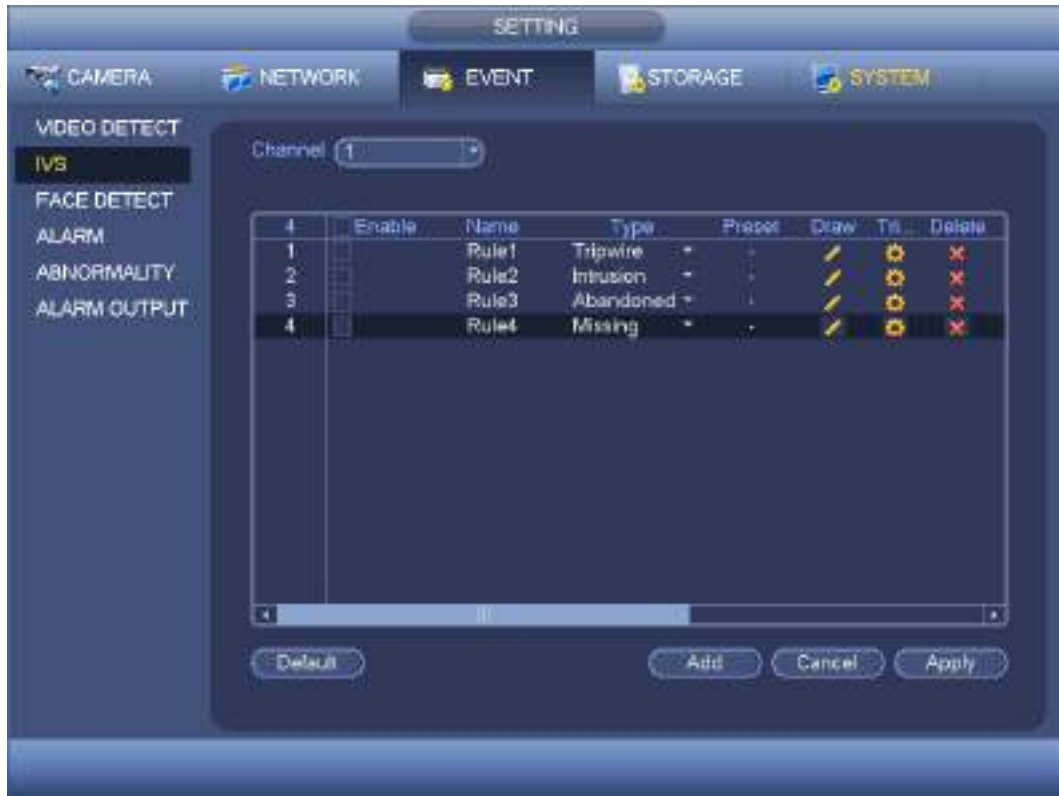 SETTING
CAMERA NETWORK EVENT STORAGE SYSTEM
VIDEO DETECT
IVS
FACE DETECT
ALARM
ABNORMALITY
ALARM OUTPUT
Channel 1
4 Enable Name Type Preset Draw Tri... Delete
1 Rule1 Tripwire
2 Rule2 Intrusion
3 Rule3 Abandoned
4 Rule4 Missing
Default Add Cancel Apply